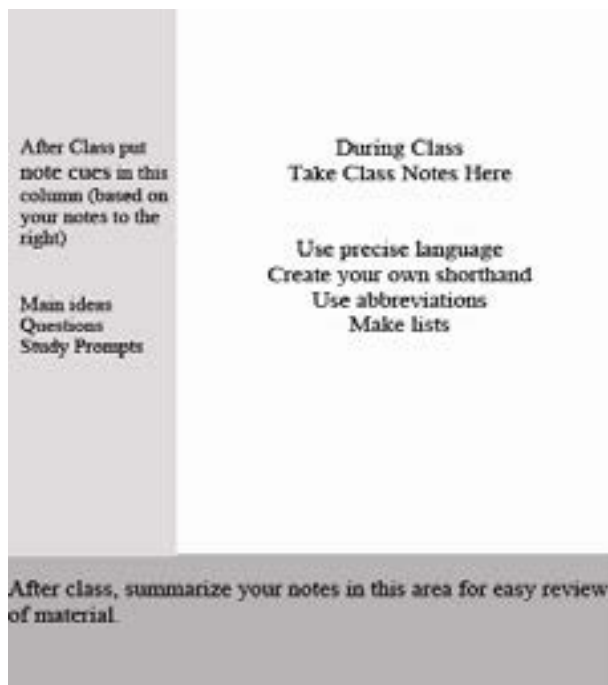 After Class put
note cues in this
column (based on
your notes to the
right)
Main ideas
Questions
Study Prompts
During Class
Take Class Notes Here
Use precise language
Create your own shorthand
Use abbreviations
Make lists
After class, summarize your notes in this area for easy review
of material.